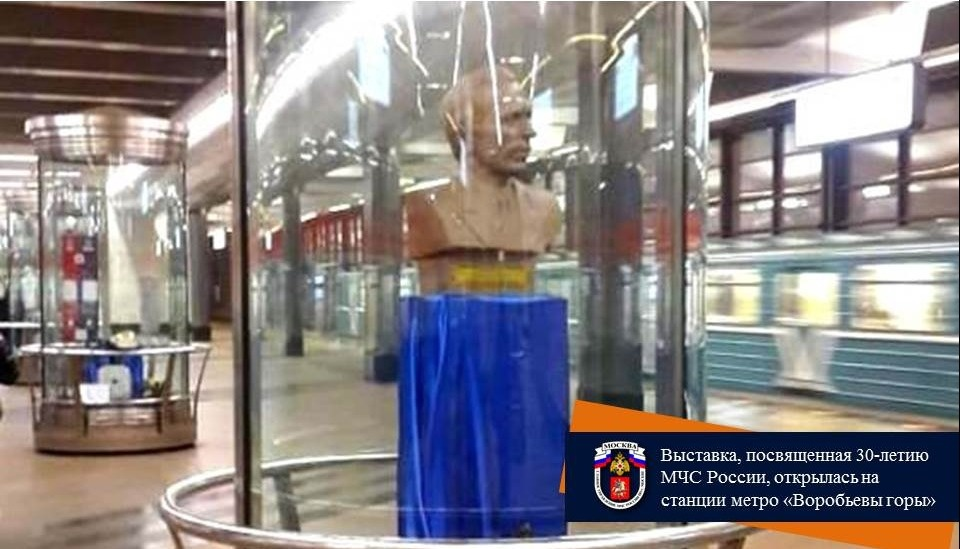 МОСКВА
Выставка, посвященная 30-летию
МЧС России, открылась на
станции метро «Воробьевы горы»